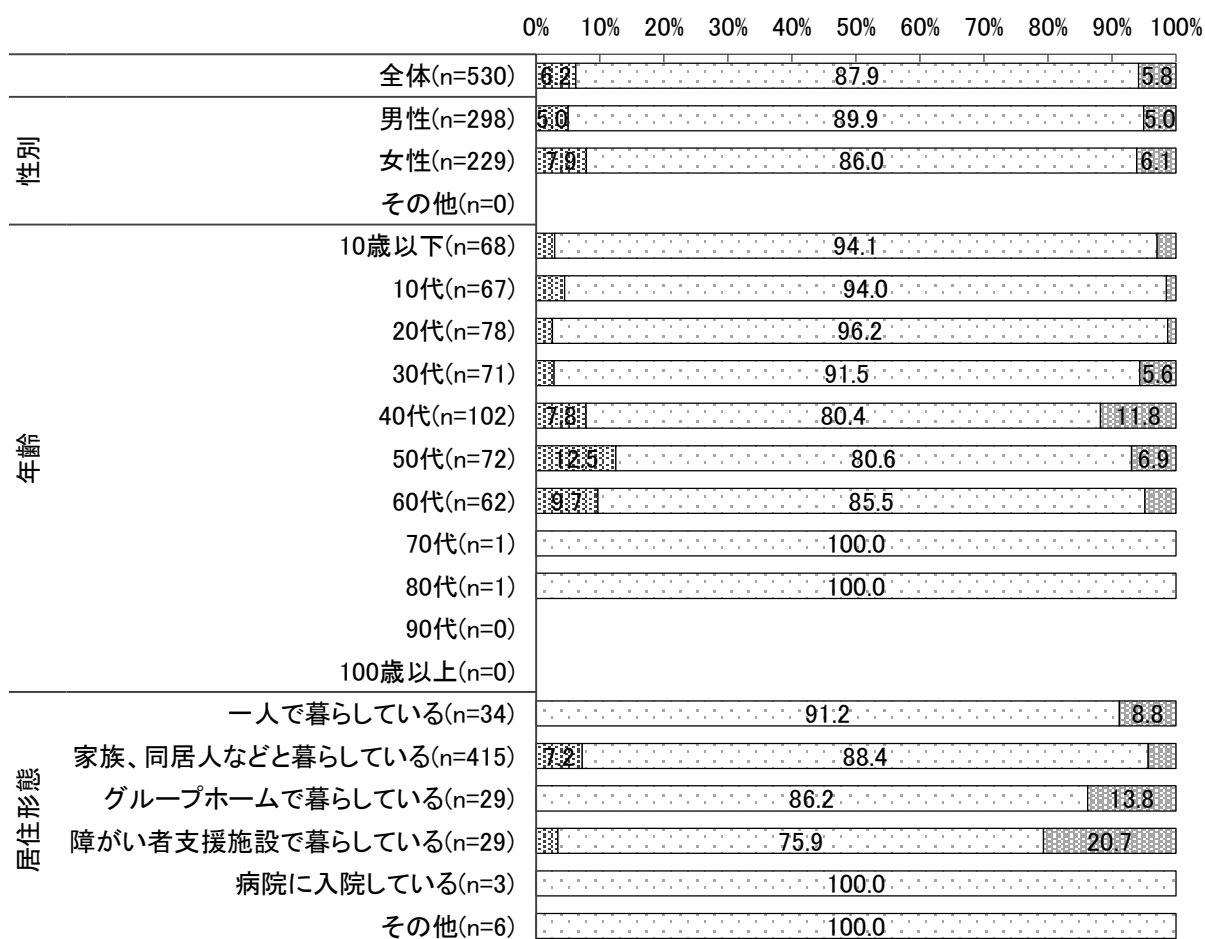 0% 10% 20% 30% 40% 50% 60% 70% 80% 90% 100%
全体(n=530) 6.2 87.9 5.8
性別
男性(n=298) 5.0 89.9 5.0
女性(n=229) 7.9 86.0 6.1
その他(n=0)
年齢
10歳以下(n=68) 94.1
10代(n=67) 94.0
20代(n=78) 96.2
30代(n=71) 91.5 5.6
40代(n=102) 7.8 80.4 11.8
50代(n=72) 12.5 80.6 6.9
60代(n=62) 9.7 85.5
70代(n=1) 100.0
80代(n=1) 100.0
90代(n=0)
100歳以上(n=0)
居住形態
一人で暮らしている(n=34) 91.2 8.8
家族、同居人などと暮らしている(n=415) 7.2 88.4
グループホームで暮らしている(n=29) 86.2 13.8
障がい者支援施設で暮らしている(n=29) 75.9 20.7
病院に入院している(n=3) 100.0
その他(n=6) 100.0